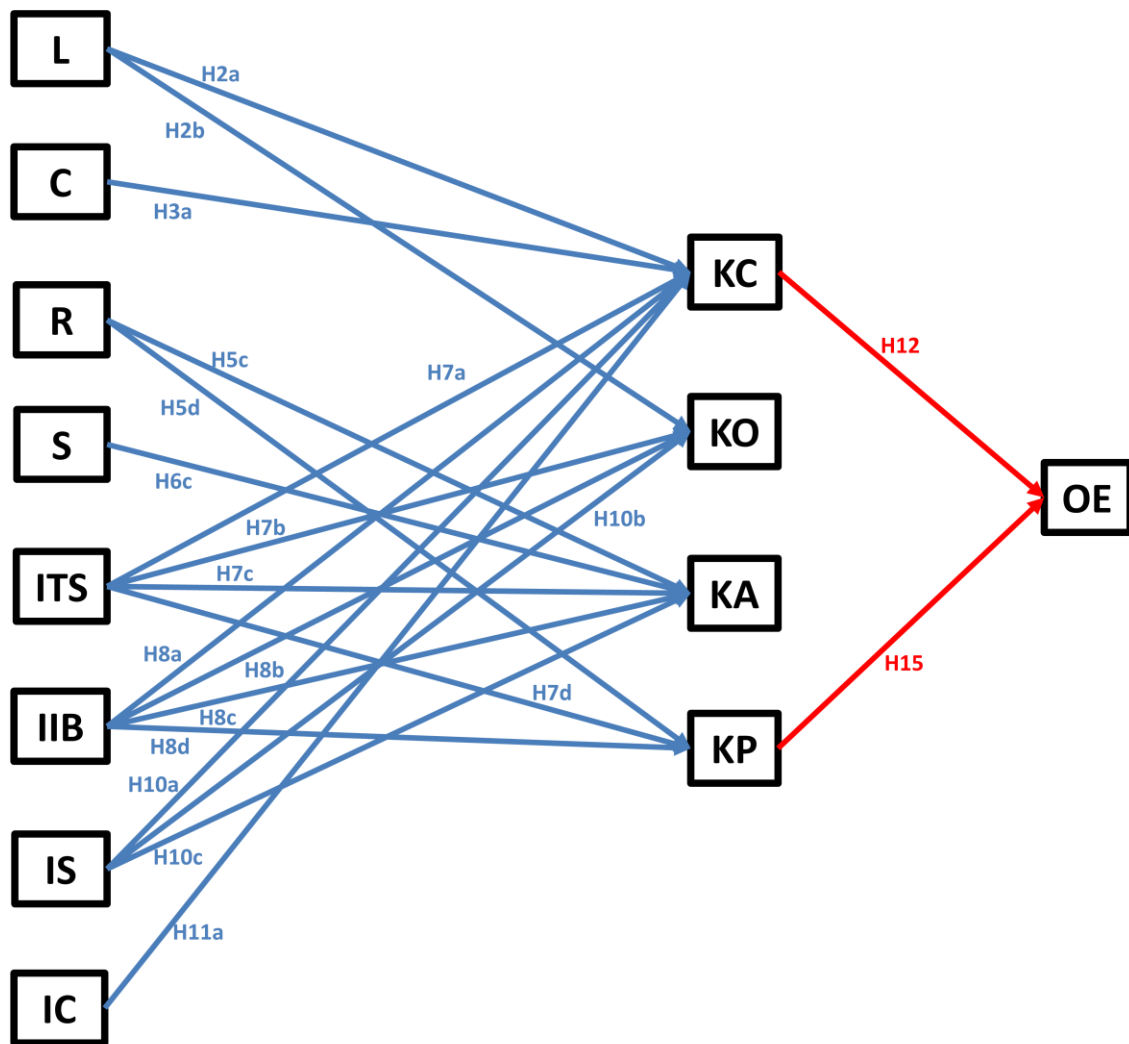 L
H2a
H2b
C
H3a
KC
R
H5c
H7a
H12
H5d
KO
S
H6c
H10b
OE
H7b
ITS
H7c
KA
H8a
H8b
H15
H7d
IIB
H8c
H8d
KP
H10a
IS
H10c
H11a
IC